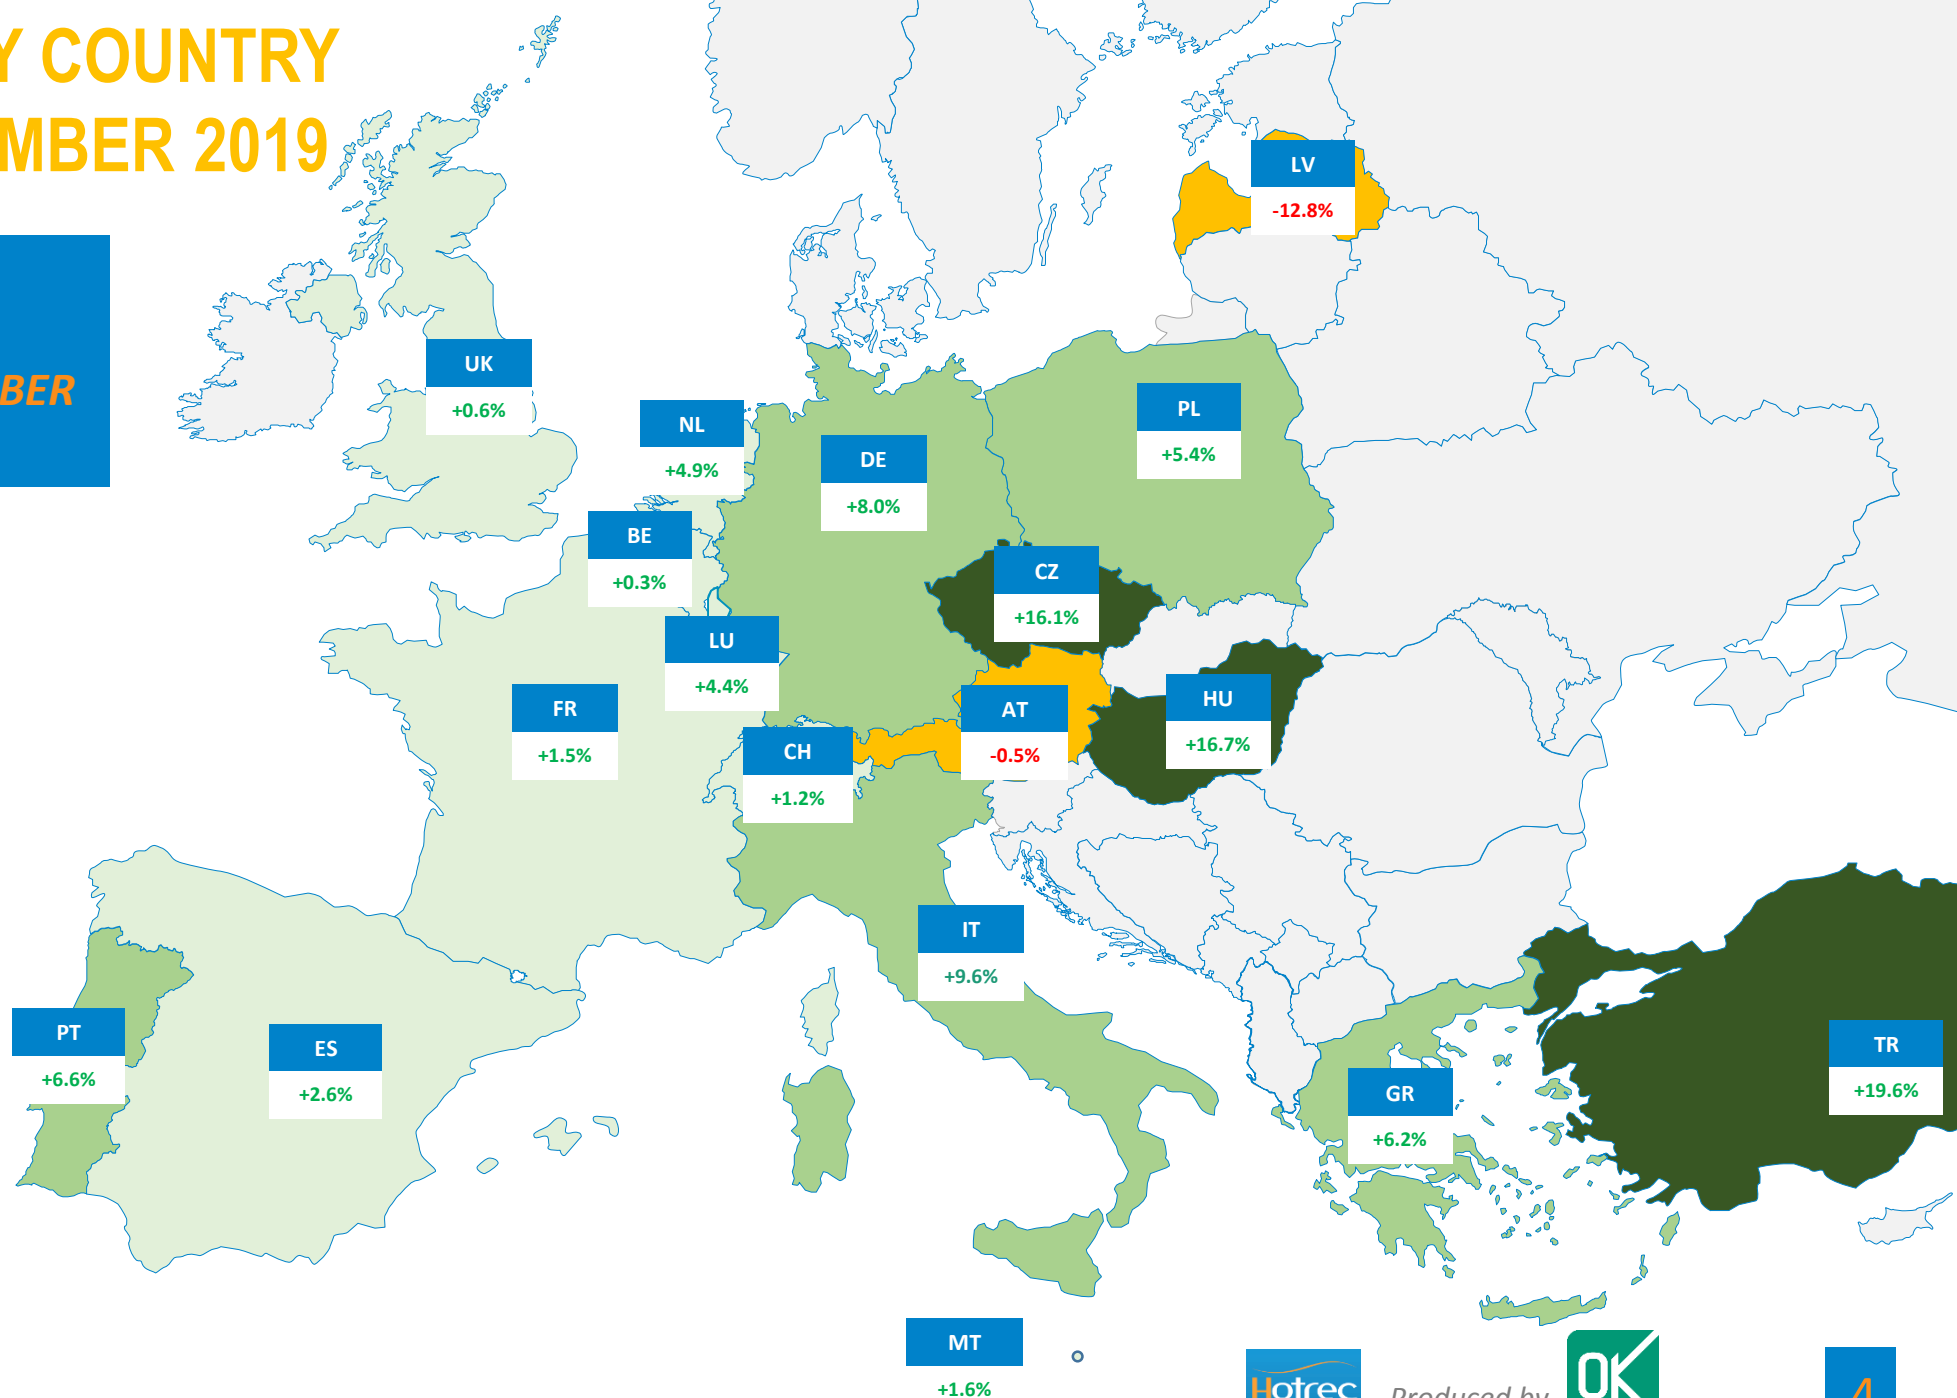 Y COUNTRY
MBER 2019
BER
LV
-12.8%
UK
+0.6%
NL
+4.9%
PL
+5.4%
DE
+8.0%
BE
+0.3%
CZ
+16.1%
LU
+4.4%
FR
+1.5%
AT
-0.5%
HU
+16.7%
CH
+1.2%
IT
+9.6%
PT
+6.6%
ES
+2.6%
TR
+19.6%
GR
+6.2%
MT
+1.6%
Hotrec
Produced by
OK
4